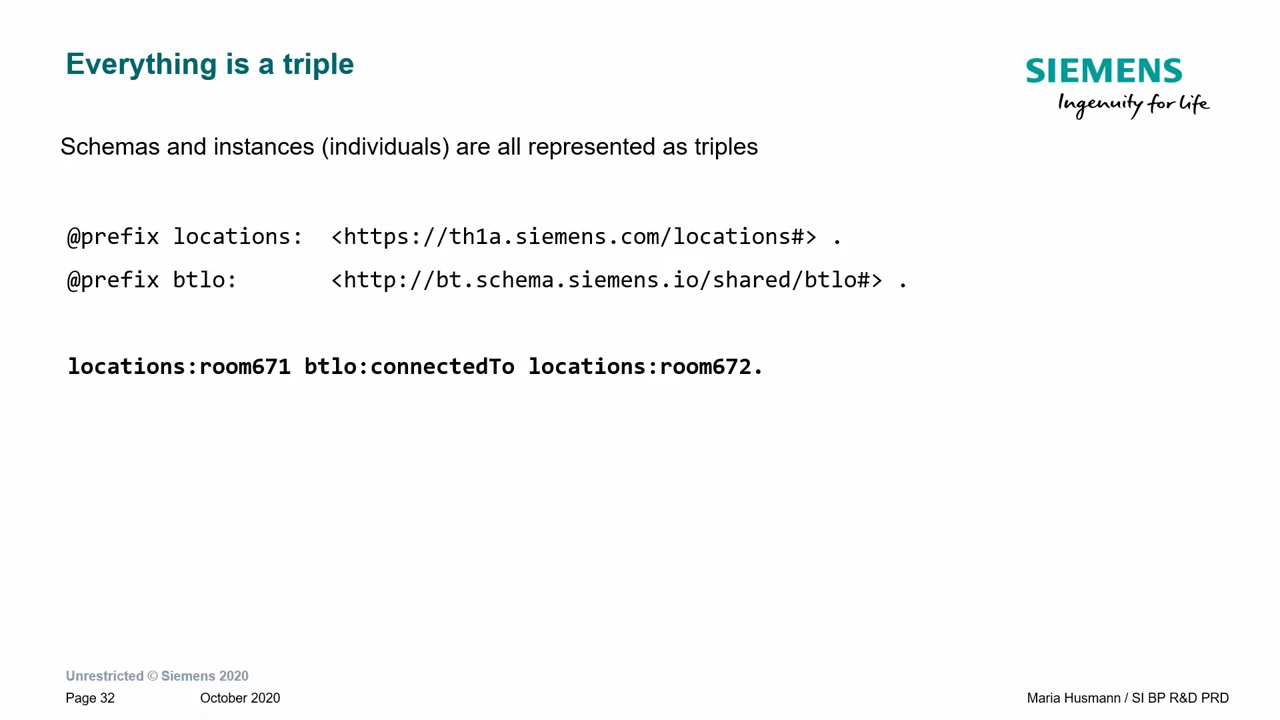 Everything is a triple
SIEMENS
Ingenuity for life
Schemas and instances (individuals) are all represented as triples
@prefix locations: <https://th1a.siemens.com/locations#> .
@prefix btlo: <http://bt.schema.siemens.io/shared/btlo#> .
locations:room671 btlo:connectedTo locations:room672.
Unrestricted © Siemens 2020
Page 32 October 2020 Maria Husmann / SI BP R&D PRD